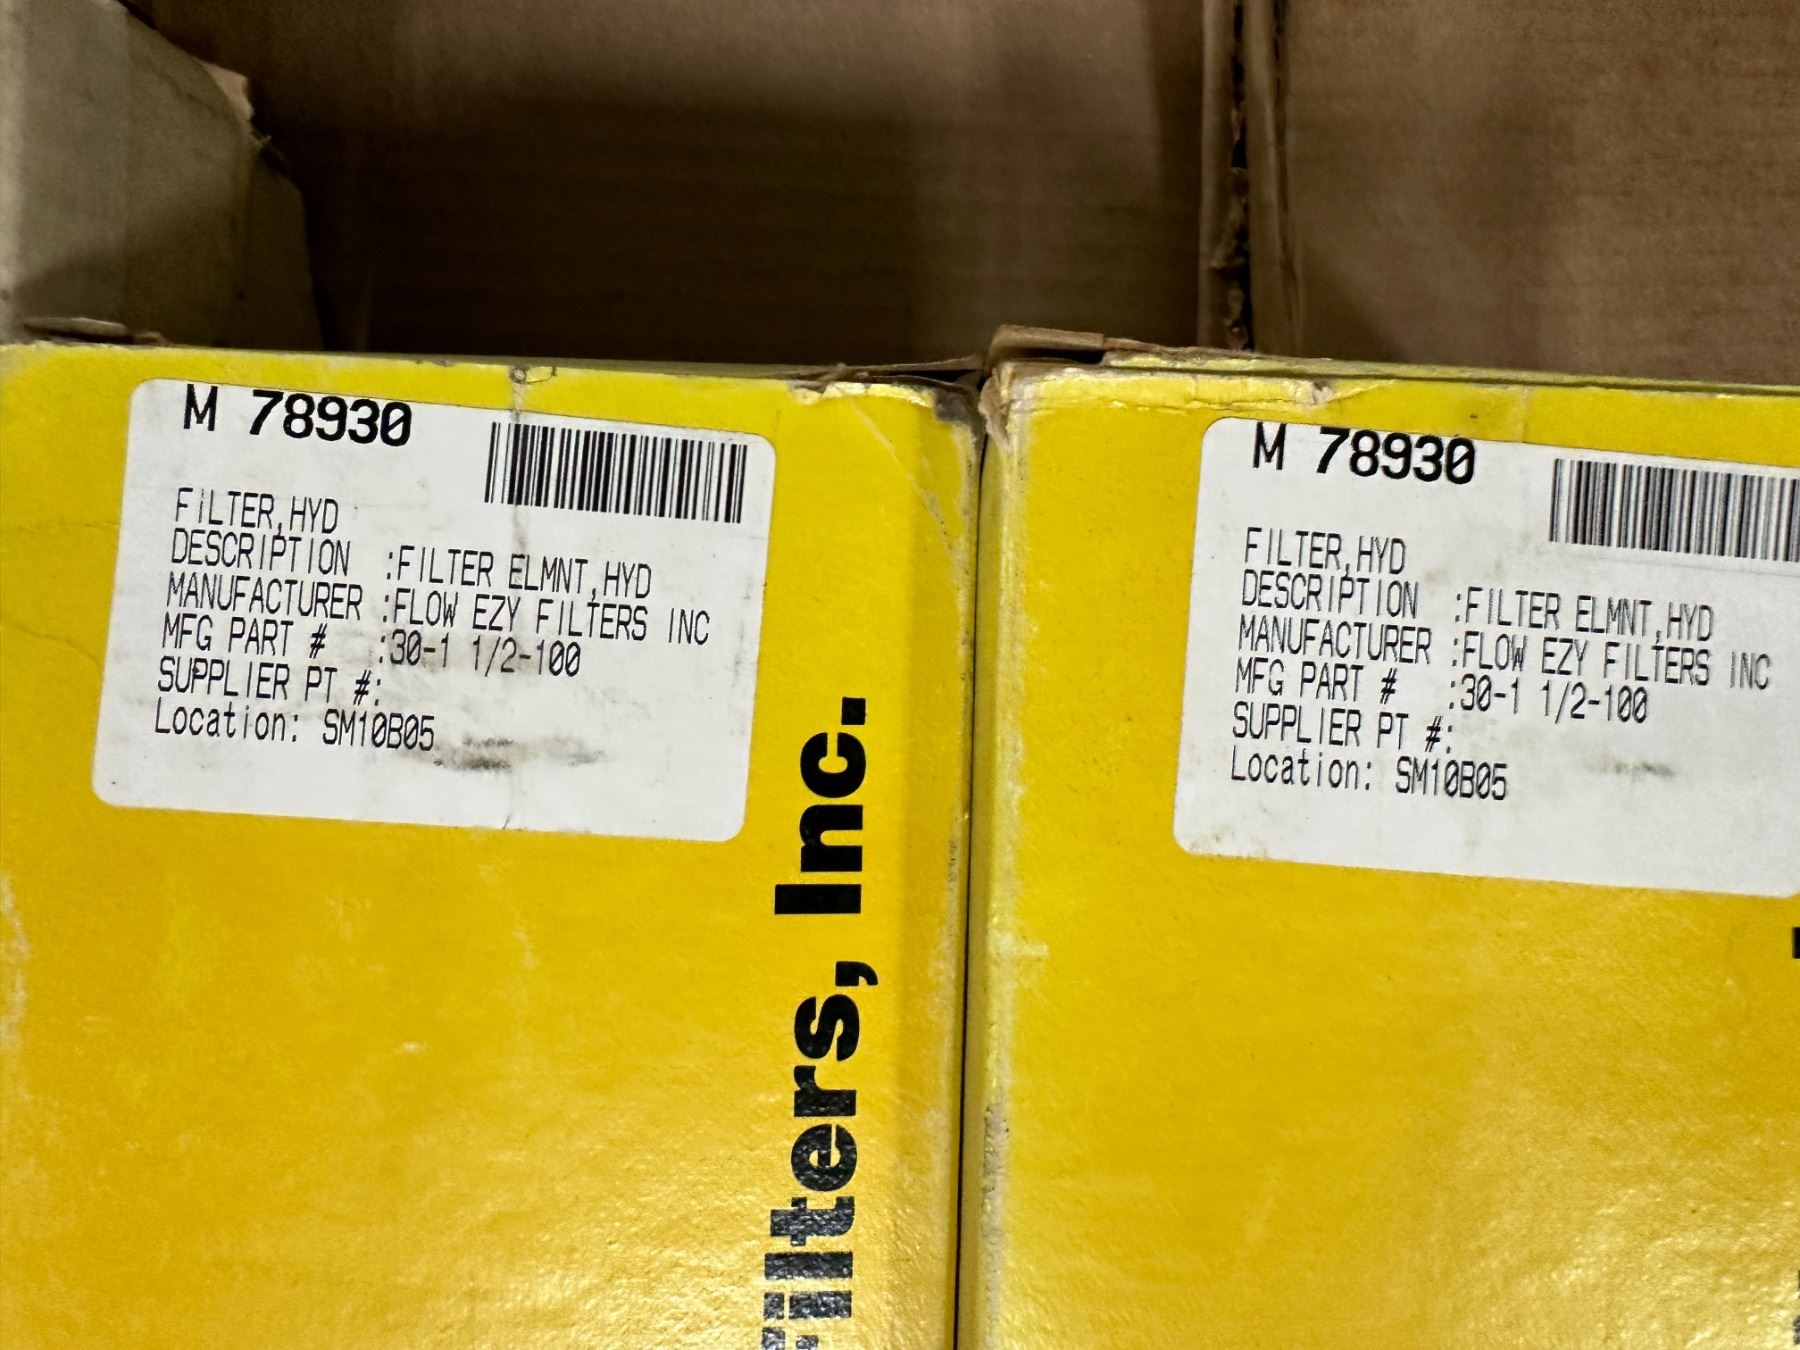 M 78930
FILTER,HYD
DESCRIPTION :FILTER ELMNT,HYD
MANUFACTURER :FLOW EZY FILTERS INC
MFG PART # :30-1 1/2-100
SUPPLIER PT #:
Location: SM10B05
Filters, Inc.
M 78930
FILTER,HYD
DESCRIPTION :FILTER ELMNT,HYD
MANUFACTURER :FLOW EZY FILTERS INC
MFG PART # :30-1 1/2-100
SUPPLIER PT #:
Location: SM10B05